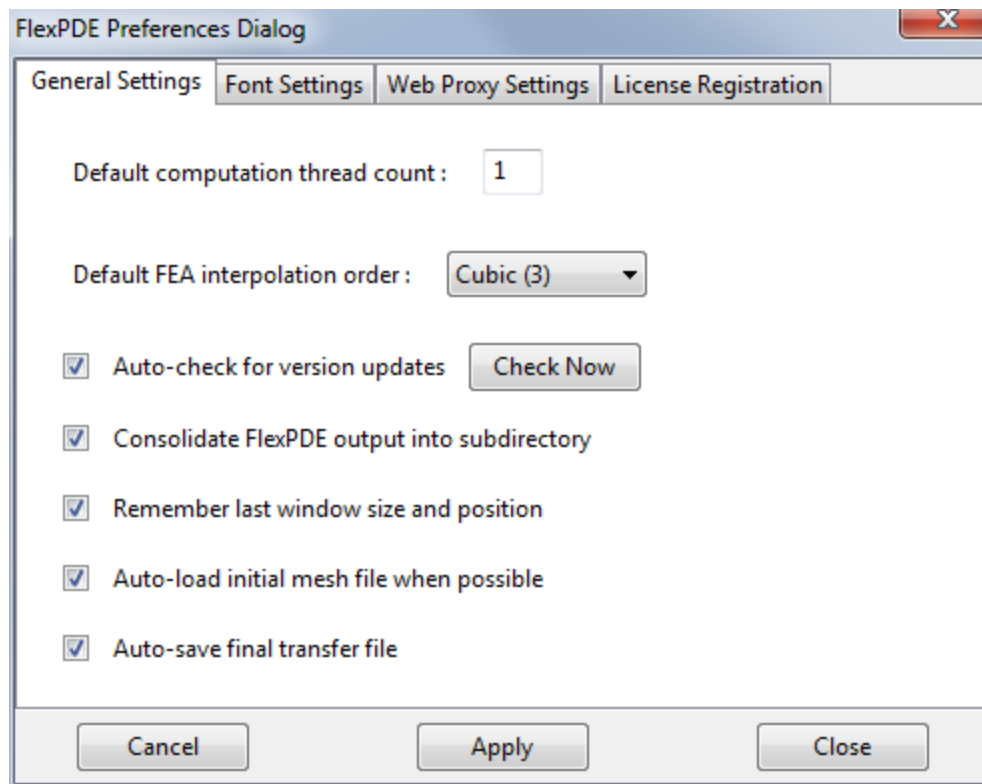 FlexPDE Preferences Dialog
General Settings Font Settings Web Proxy Settings License Registration
Default computation thread count : 1
Default FEA interpolation order : Cubic (3)
Auto-check for version updates Check Now
Consolidate FlexPDE output into subdirectory
Remember last window size and position
Auto-load initial mesh file when possible
Auto-save final transfer file
Cancel Apply Close